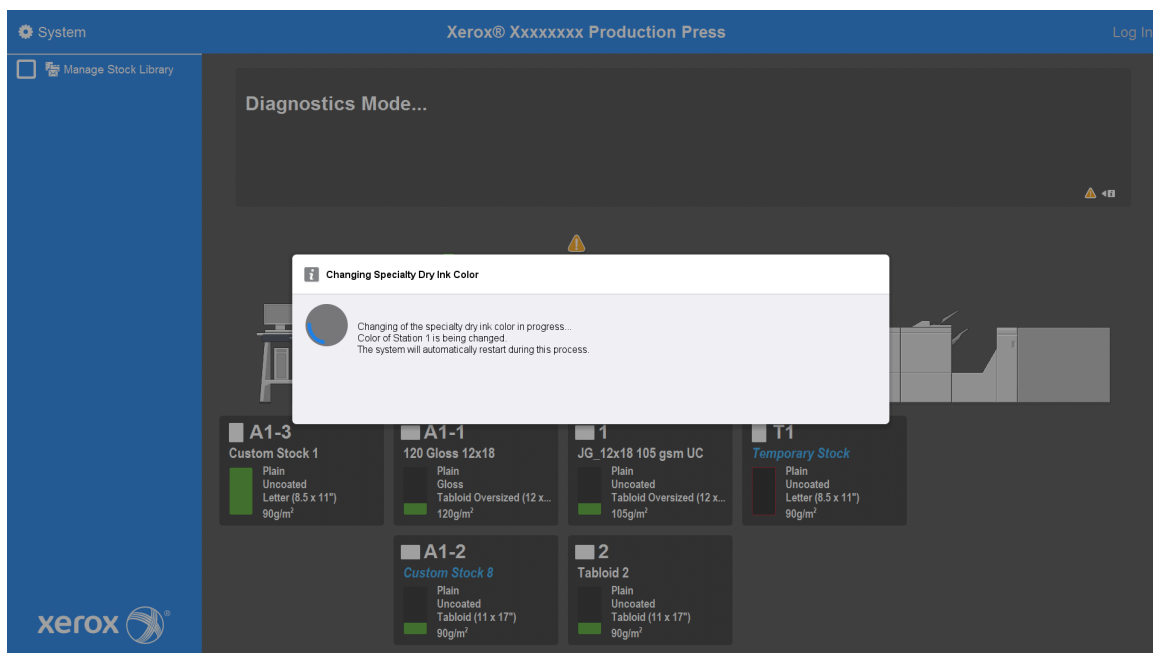 System
Xerox® Xxxxxxxx Production Press
Log In
Manage Stock Library
Diagnostics Mode...
Changing Specialty Dry Ink Color
Changing of the specialty dry ink color in progress...
Color of Station 1 is being changed.
The system will automatically restart during this process.
A1-3
Custom Stock 1
Plain
Uncoated
Letter (8.5 x 11")
90g/m²
A1-1
120 Gloss 12x18
Plain
Gloss
Tabloid Oversized (12 x...
120g/m²
1
JG_12x18 105 gsm UC
Plain
Uncoated
Tabloid Oversized (12 x...
105g/m²
T1
Temporary Stock
Plain
Uncoated
Letter (8.5 x 11")
90g/m²
A1-2
Custom Stock 8
Plain
Uncoated
Tabloid (11 x 17")
90g/m²
2
Tabloid 2
Plain
Uncoated
Tabloid (11 x 17")
90g/m²
xerox®